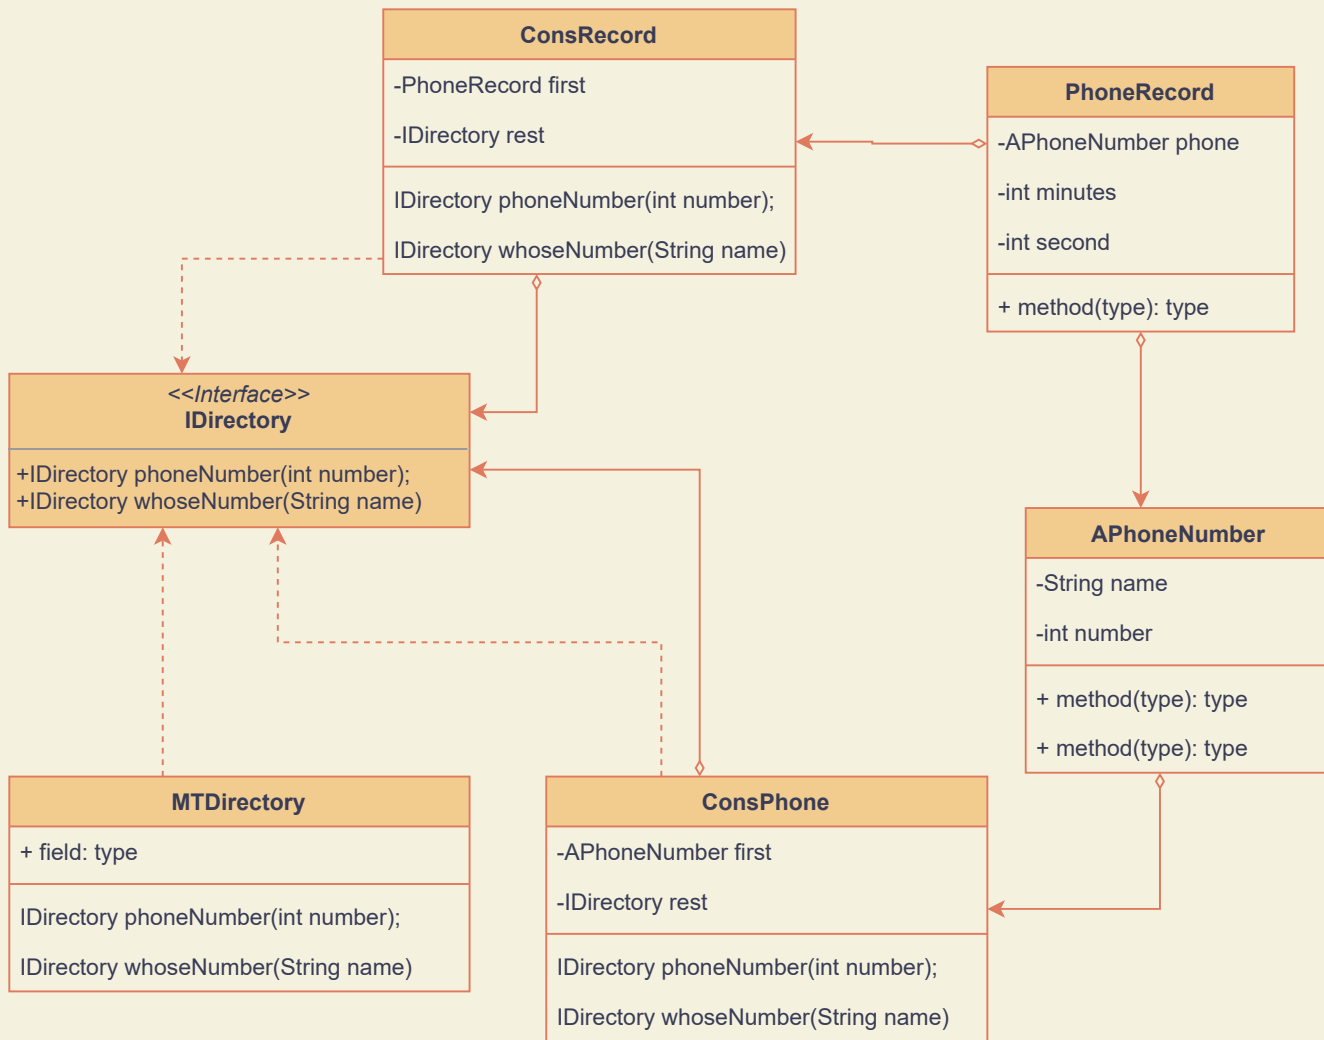 ConsRecord
-PhoneRecord first
-IDirectory rest
IDirectory phoneNumber(int number);
IDirectory whoseNumber(String name)
PhoneRecord
-APhoneNumber phone
-int minutes
-int second
+ method(type): type
<<Interface>>
IDirectory
+IDirectory phoneNumber(int number);
+IDirectory whoseNumber(String name)
APhoneNumber
-String name
-int number
+ method(type): type
+ method(type): type
MTDirectory
+ field: type
IDirectory phoneNumber(int number);
IDirectory whoseNumber(String name)
ConsPhone
-APhoneNumber first
-IDirectory rest
IDirectory phoneNumber(int number);
IDirectory whoseNumber(String name)